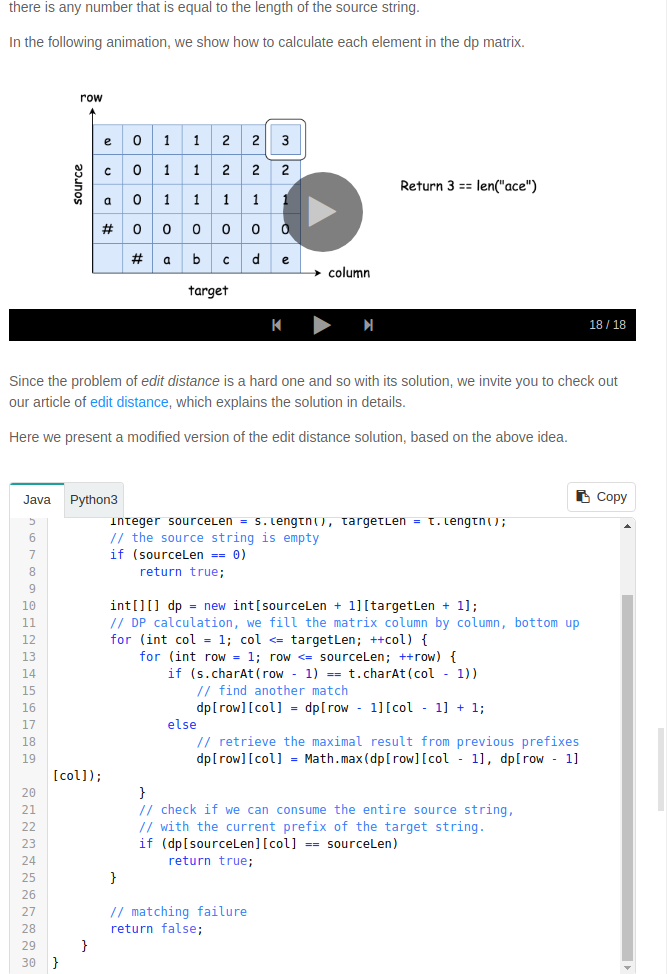 there is any number that is equal to the length of the source string.
In the following animation, we show how to calculate each element in the dp matrix.
row
e 0 1 1 2 2 3
c 0 1 1 2 2 2
a 0 1 1 1 1 1
# 0 0 0 0 0 0
# a b c d e
source
column
target
Return 3 == len("ace")
18 / 18
Since the problem of edit distance is a hard one and so with its solution, we invite you to check out
our article of edit distance, which explains the solution in details.
Here we present a modified version of the edit distance solution, based on the above idea.
Java Python3 Copy
5 Integer sourceLen = s.length(), targetLen = t.length();
6 // the source string is empty
7 if (sourceLen == 0)
8 return true;
9
10 int[][] dp = new int[sourceLen + 1][targetLen + 1];
11 // DP calculation, we fill the matrix column by column, bottom up
12 for (int col = 1; col <= targetLen; ++col) {
13 for (int row = 1; row <= sourceLen; ++row) {
14 if (s.charAt(row - 1) == t.charAt(col - 1))
15 // find another match
16 dp[row][col] = dp[row - 1][col - 1] + 1;
17 else
18 // retrieve the maximal result from previous prefixes
19 dp[row][col] = Math.max(dp[row][col - 1], dp[row - 1]
[col]);
20 }
21 // check if we can consume the entire source string,
22 // with the current prefix of the target string.
23 if (dp[sourceLen][col] == sourceLen)
24 return true;
25 }
26
27 // matching failure
28 return false;
29 }
30 }